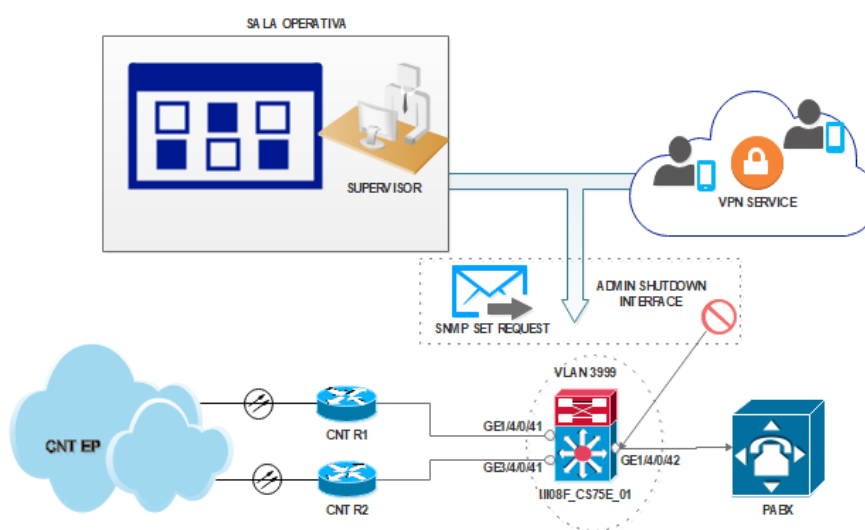 SALA OPERATIVA
SUPERVISOR
VPN SERVICE
ADMIN SHUTDOWN
INTERFACE
SNMP SET REQUEST
VLAN 3999
CNT EP
CNT R1
GE1/4/0/41
CNT R2
GE3/4/0/41
GE1/4/0/42
III08F_CS75E_01
PABX